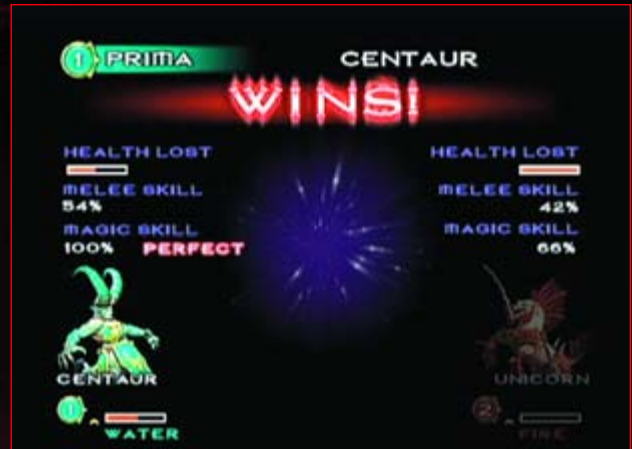 1 PRIMA CENTAUR
WINS!
HEALTH LOST HEALTH LOST
MELEE SKILL MELEE SKILL
54% 42%
MAGIC SKILL MAGIC SKILL
100% PERFECT 66%
CENTAUR UNICORN
1 2
WATER FIRE